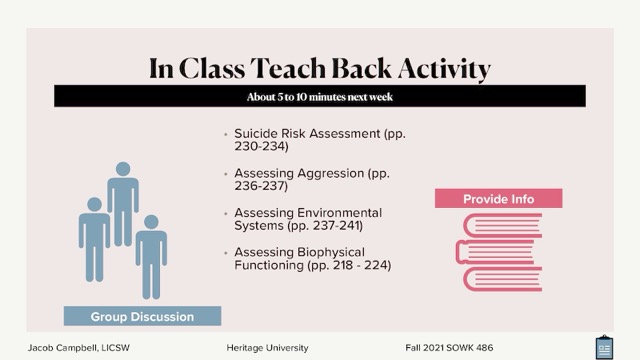 In Class Teach Back Activity
About 5 to 10 minutes next week
• Suicide Risk Assessment (pp.
230-234)
• Assessing Aggression (pp.
236-237)
• Assessing Environmental
Systems (pp. 237-241)
• Assessing Biophysical
Functioning (pp. 218 - 224)
Provide Info
Group Discussion
Jacob Campbell, LICSW
Heritage University
Fall 2021 SOWK 486